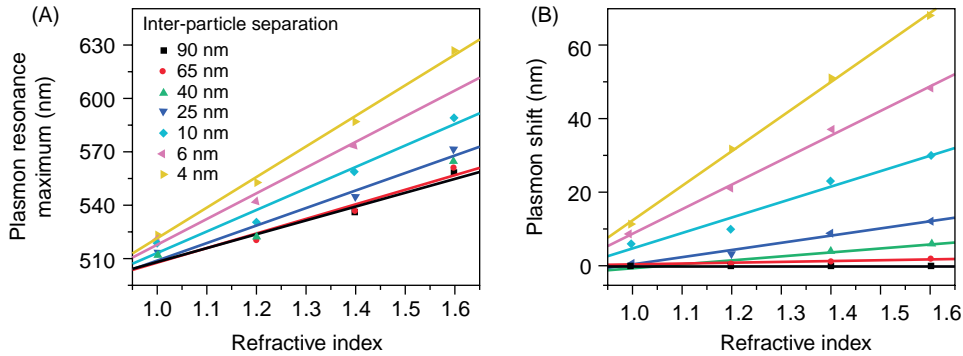 (A)
Plasmon resonance
maximum (nm)
630
600
570
540
510
Inter-particle separation
90 nm
65 nm
40 nm
25 nm
10 nm
6 nm
4 nm
1.0 1.1 1.2 1.3 1.4 1.5 1.6
Refractive index
(B)
Plasmon shift (nm)
60
40
20
0
1.0 1.1 1.2 1.3 1.4 1.5 1.6
Refractive index